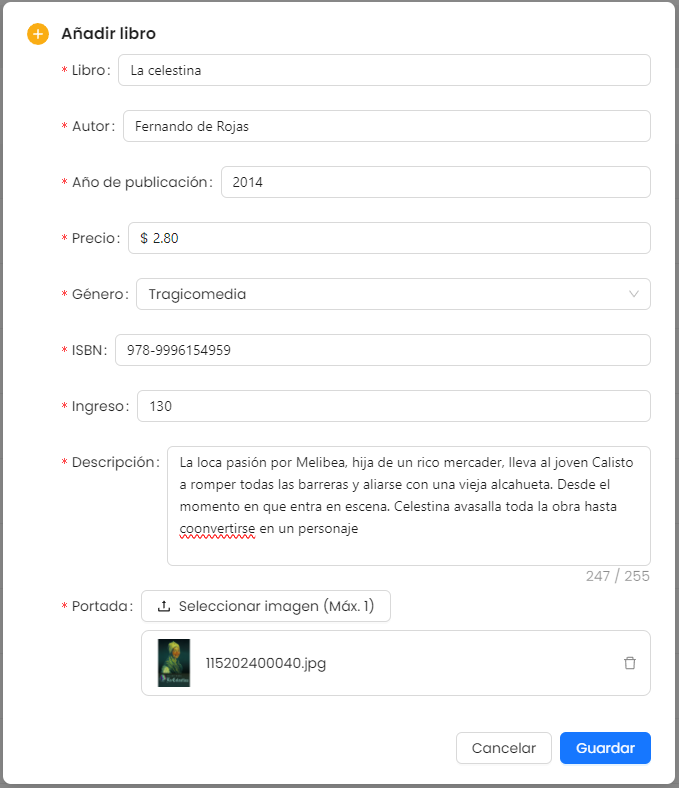 Añadir libro
* Libro: La celestina
* Autor: Fernando de Rojas
* Año de publicación: 2014
* Precio: $ 2.80
* Género: Tragicomedia
* ISBN: 978-9996154959
* Ingreso: 130
* Descripción: La loca pasión por Melibea, hija de un rico mercader, lleva al joven Calisto
a romper todas las barreras y aliarse con una vieja alcahueta. Desde el
momento en que entra en escena. Celestina avasalla toda la obra hasta
coonvertirse en un personaje
247 / 255
* Portada: Seleccionar imagen (Máx. 1)
115202400040.jpg
Cancelar Guardar